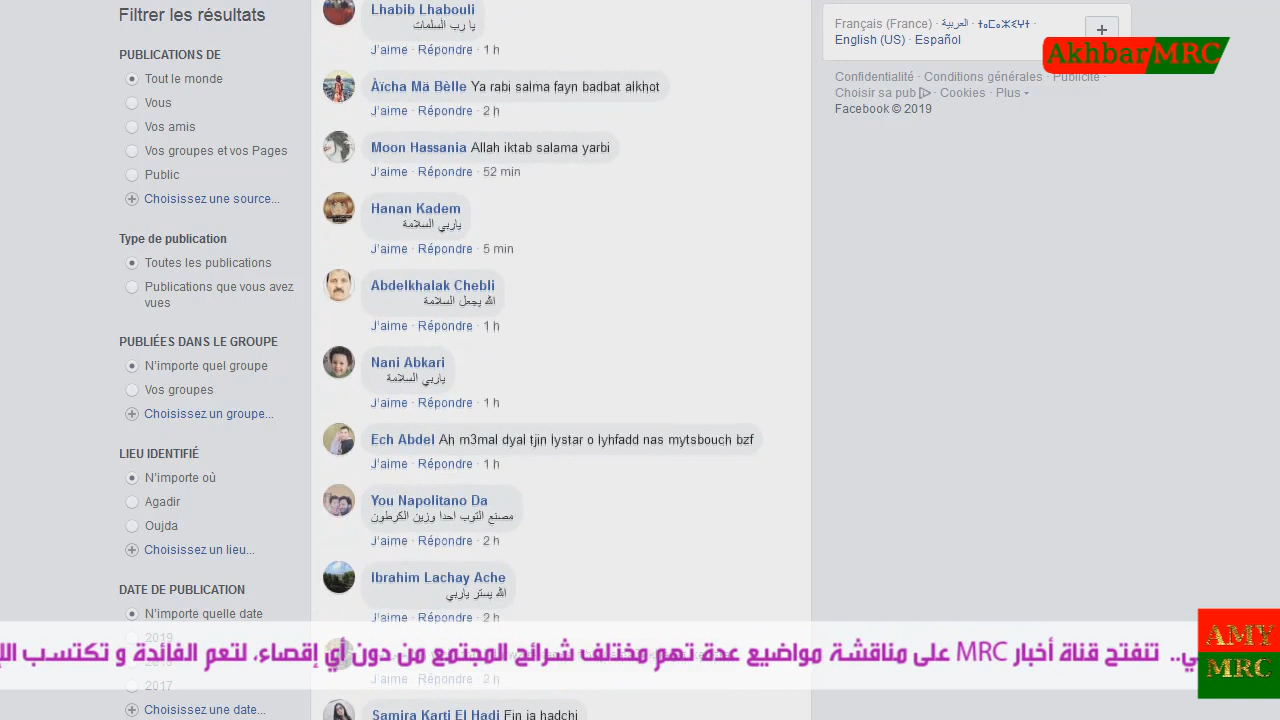 Filtrer les résultats
PUBLICATIONS DE
Tout le monde
Vous
Vos amis
Vos groupes et vos Pages
Public
Choisissez une source...
Type de publication
Toutes les publications
Publications que vous avez
vues
PUBLIÉES DANS LE GROUPE
N'importe quel groupe
Vos groupes
Choisissez un groupe...
LIEU IDENTIFIÉ
N'importe où
Agadir
Oujda
Choisissez un lieu...
DATE DE PUBLICATION
N'importe quelle date
2019
2017
Choisissez une date...
Lhabib Lhabouli
يا رب السلمات
J'aime · Répondre · 1 h
Àïcha Mä Bèlle Ya rabi salma fayn badbat alkhot
J'aime · Répondre · 2 h
Moon Hassania Allah iktab salama yarbi
J'aime · Répondre · 52 min
Hanan Kadem
ياربي السلامة
J'aime · Répondre · 5 min
Abdelkhalak Chebli
الله يجعل السلامة
J'aime · Répondre · 1 h
Nani Abkari
ياربي السلامة
J'aime · Répondre · 1 h
Ech Abdel Ah m3mal dyal tjin lystar o lyhfadd nas mytsbouch bzf
J'aime · Répondre · 1 h
You Napolitano Da
مصنع الثوب احدا وزين الكرطون
J'aime · Répondre · 2 h
Ibrahim Lachay Ache
الله يستر ياربي
J'aime · Répondre · 2 h
J'aime · Répondre · 2 h
Samira Karti El Hadi Fin ja hadchi
Français (France) · العربية · ⵜⴰⵎⴰⵣⵉⵖⵜ ·
English (US) · Español
Confidentialité · Conditions générales · Publicité ·
Choisir sa pub · Cookies · Plus
Facebook © 2019
AkhbarMRC
تنفتح قناة أخبار MRC على مناقشة مواضيع عدة، تهم مختلف شرائح المجتمع من دون أي إقصاء، لتعم الفائدة و تكتسب
AMY
MRC